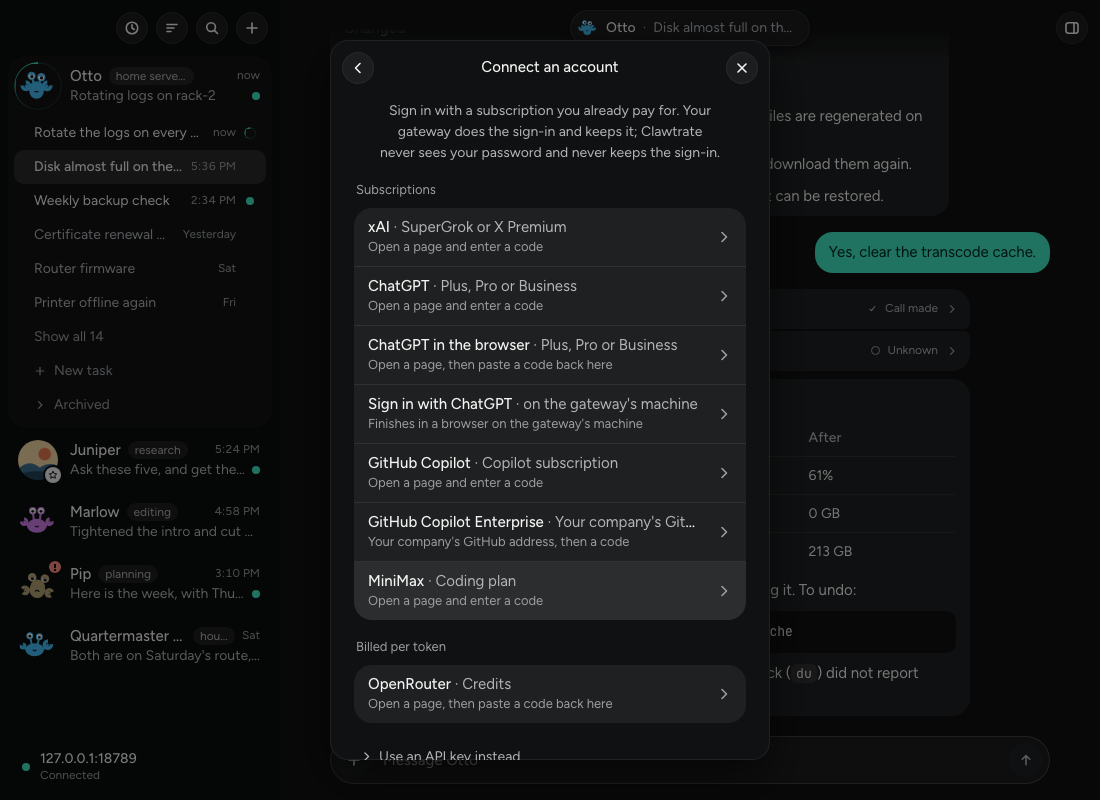 Otto home serve... now
Rotating logs on rack-2
Rotate the logs on every ... now
Disk almost full on the... 5:36 PM
Weekly backup check 2:34 PM
Certificate renewal ... Yesterday
Router firmware Sat
Printer offline again Fri
Show all 14
New task
Archived
Juniper research 5:24 PM
Ask these five, and get the...
Marlow editing 4:58 PM
Tightened the intro and cut ...
Pip planning 3:10 PM
Here is the week, with Thu...
Quartermaster ... hou... Sat
Both are on Saturday's route,...
127.0.0.1:18789
Connected
Otto · Disk almost full on th...
Connect an account
Sign in with a subscription you already pay for. Your
gateway does the sign-in and keeps it; Clawtrate
never sees your password and never keeps the sign-in.
Subscriptions
xAI · SuperGrok or X Premium
Open a page and enter a code
ChatGPT · Plus, Pro or Business
Open a page and enter a code
ChatGPT in the browser · Plus, Pro or Business
Open a page, then paste a code back here
Sign in with ChatGPT · on the gateway's machine
Finishes in a browser on the gateway's machine
GitHub Copilot · Copilot subscription
Open a page and enter a code
GitHub Copilot Enterprise · Your company's Git...
Your company's GitHub address, then a code
MiniMax · Coding plan
Open a page and enter a code
Billed per token
OpenRouter · Credits
Open a page, then paste a code back here
Use an API key instead
Message Otto
iles are regenerated on
download them again.
can be restored.
Yes, clear the transcode cache.
Call made
Unknown
After
61%
0 GB
213 GB
g it. To undo:
che
ck ( du ) did not report